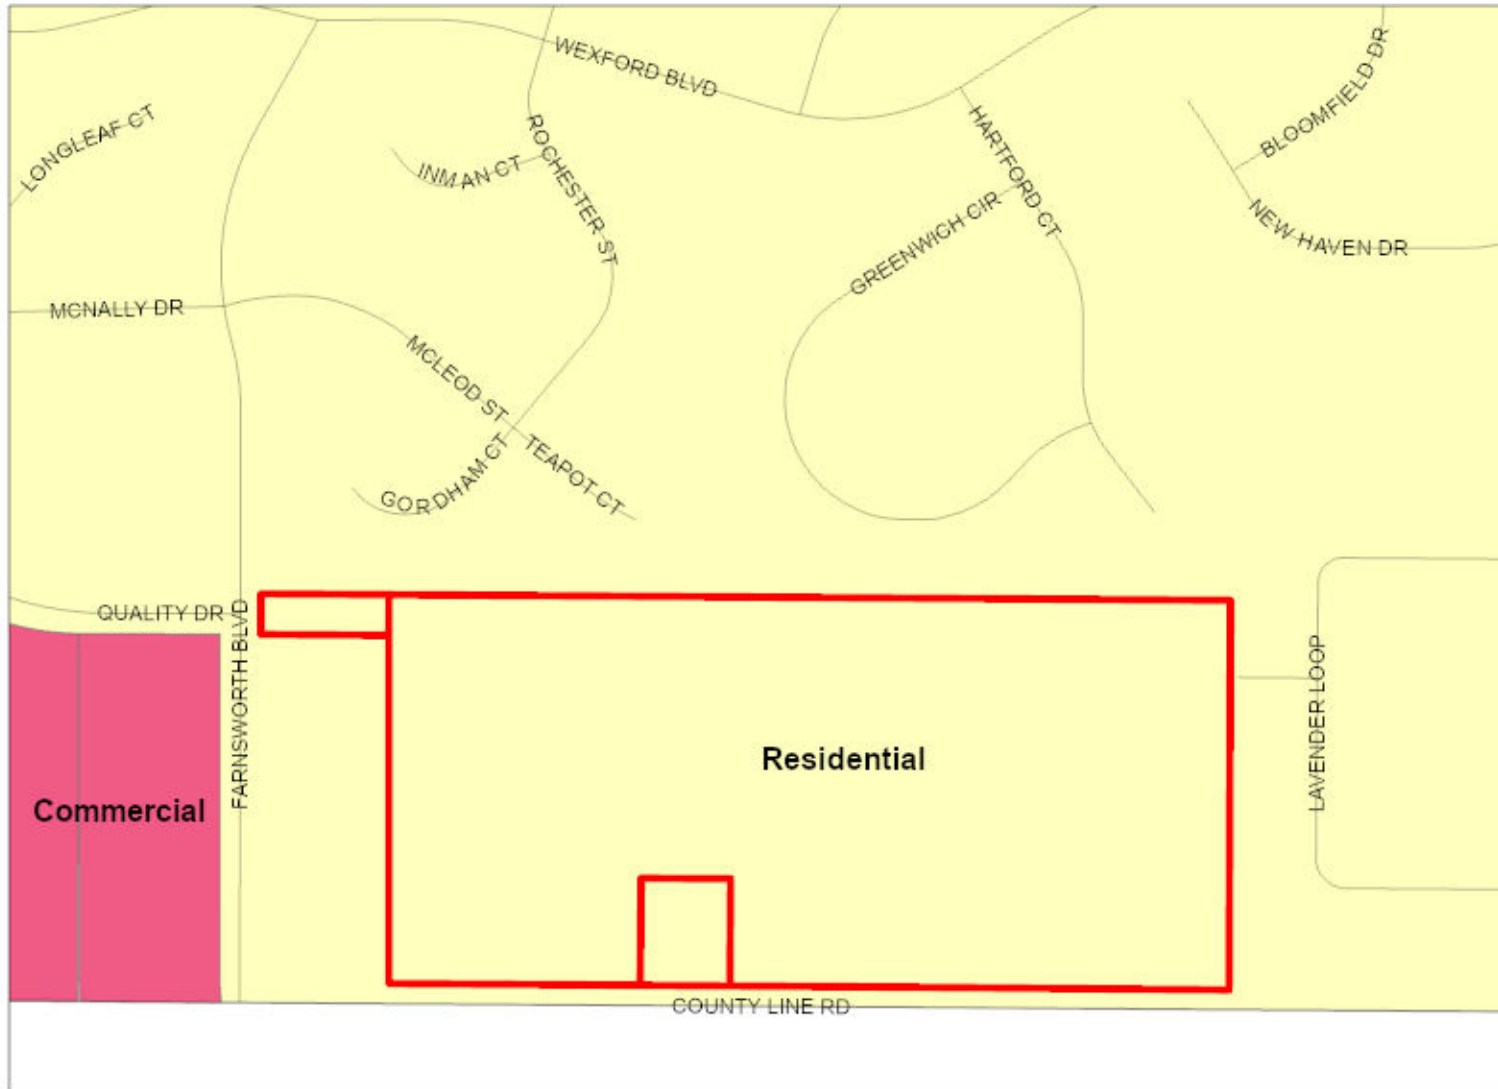 WEXFORD BLVD
BLOOMFIELD DR
LONGLEAF CT
ROCHESTER ST
INMAN CT
HARTFORD CT
GREENWICH CIR
NEW HAVEN DR
MCNALLY DR
MCLEOD ST
GORDHAM CT
TEAPOT CT
QUALITY DR
FARNSWORTH BLVD
LAVENDER LOOP
Residential
Commercial
COUNTY LINE RD